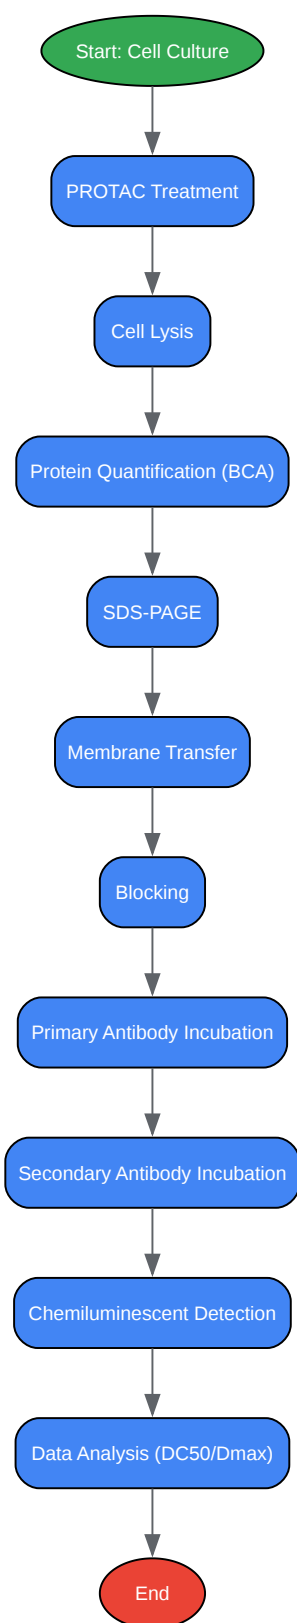 Start: Cell Culture
PROTAC Treatment
Cell Lysis
Protein Quantification (BCA)
SDS-PAGE
Membrane Transfer
Blocking
Primary Antibody Incubation
Secondary Antibody Incubation
Chemiluminescent Detection
Data Analysis (DC50/Dmax)
End